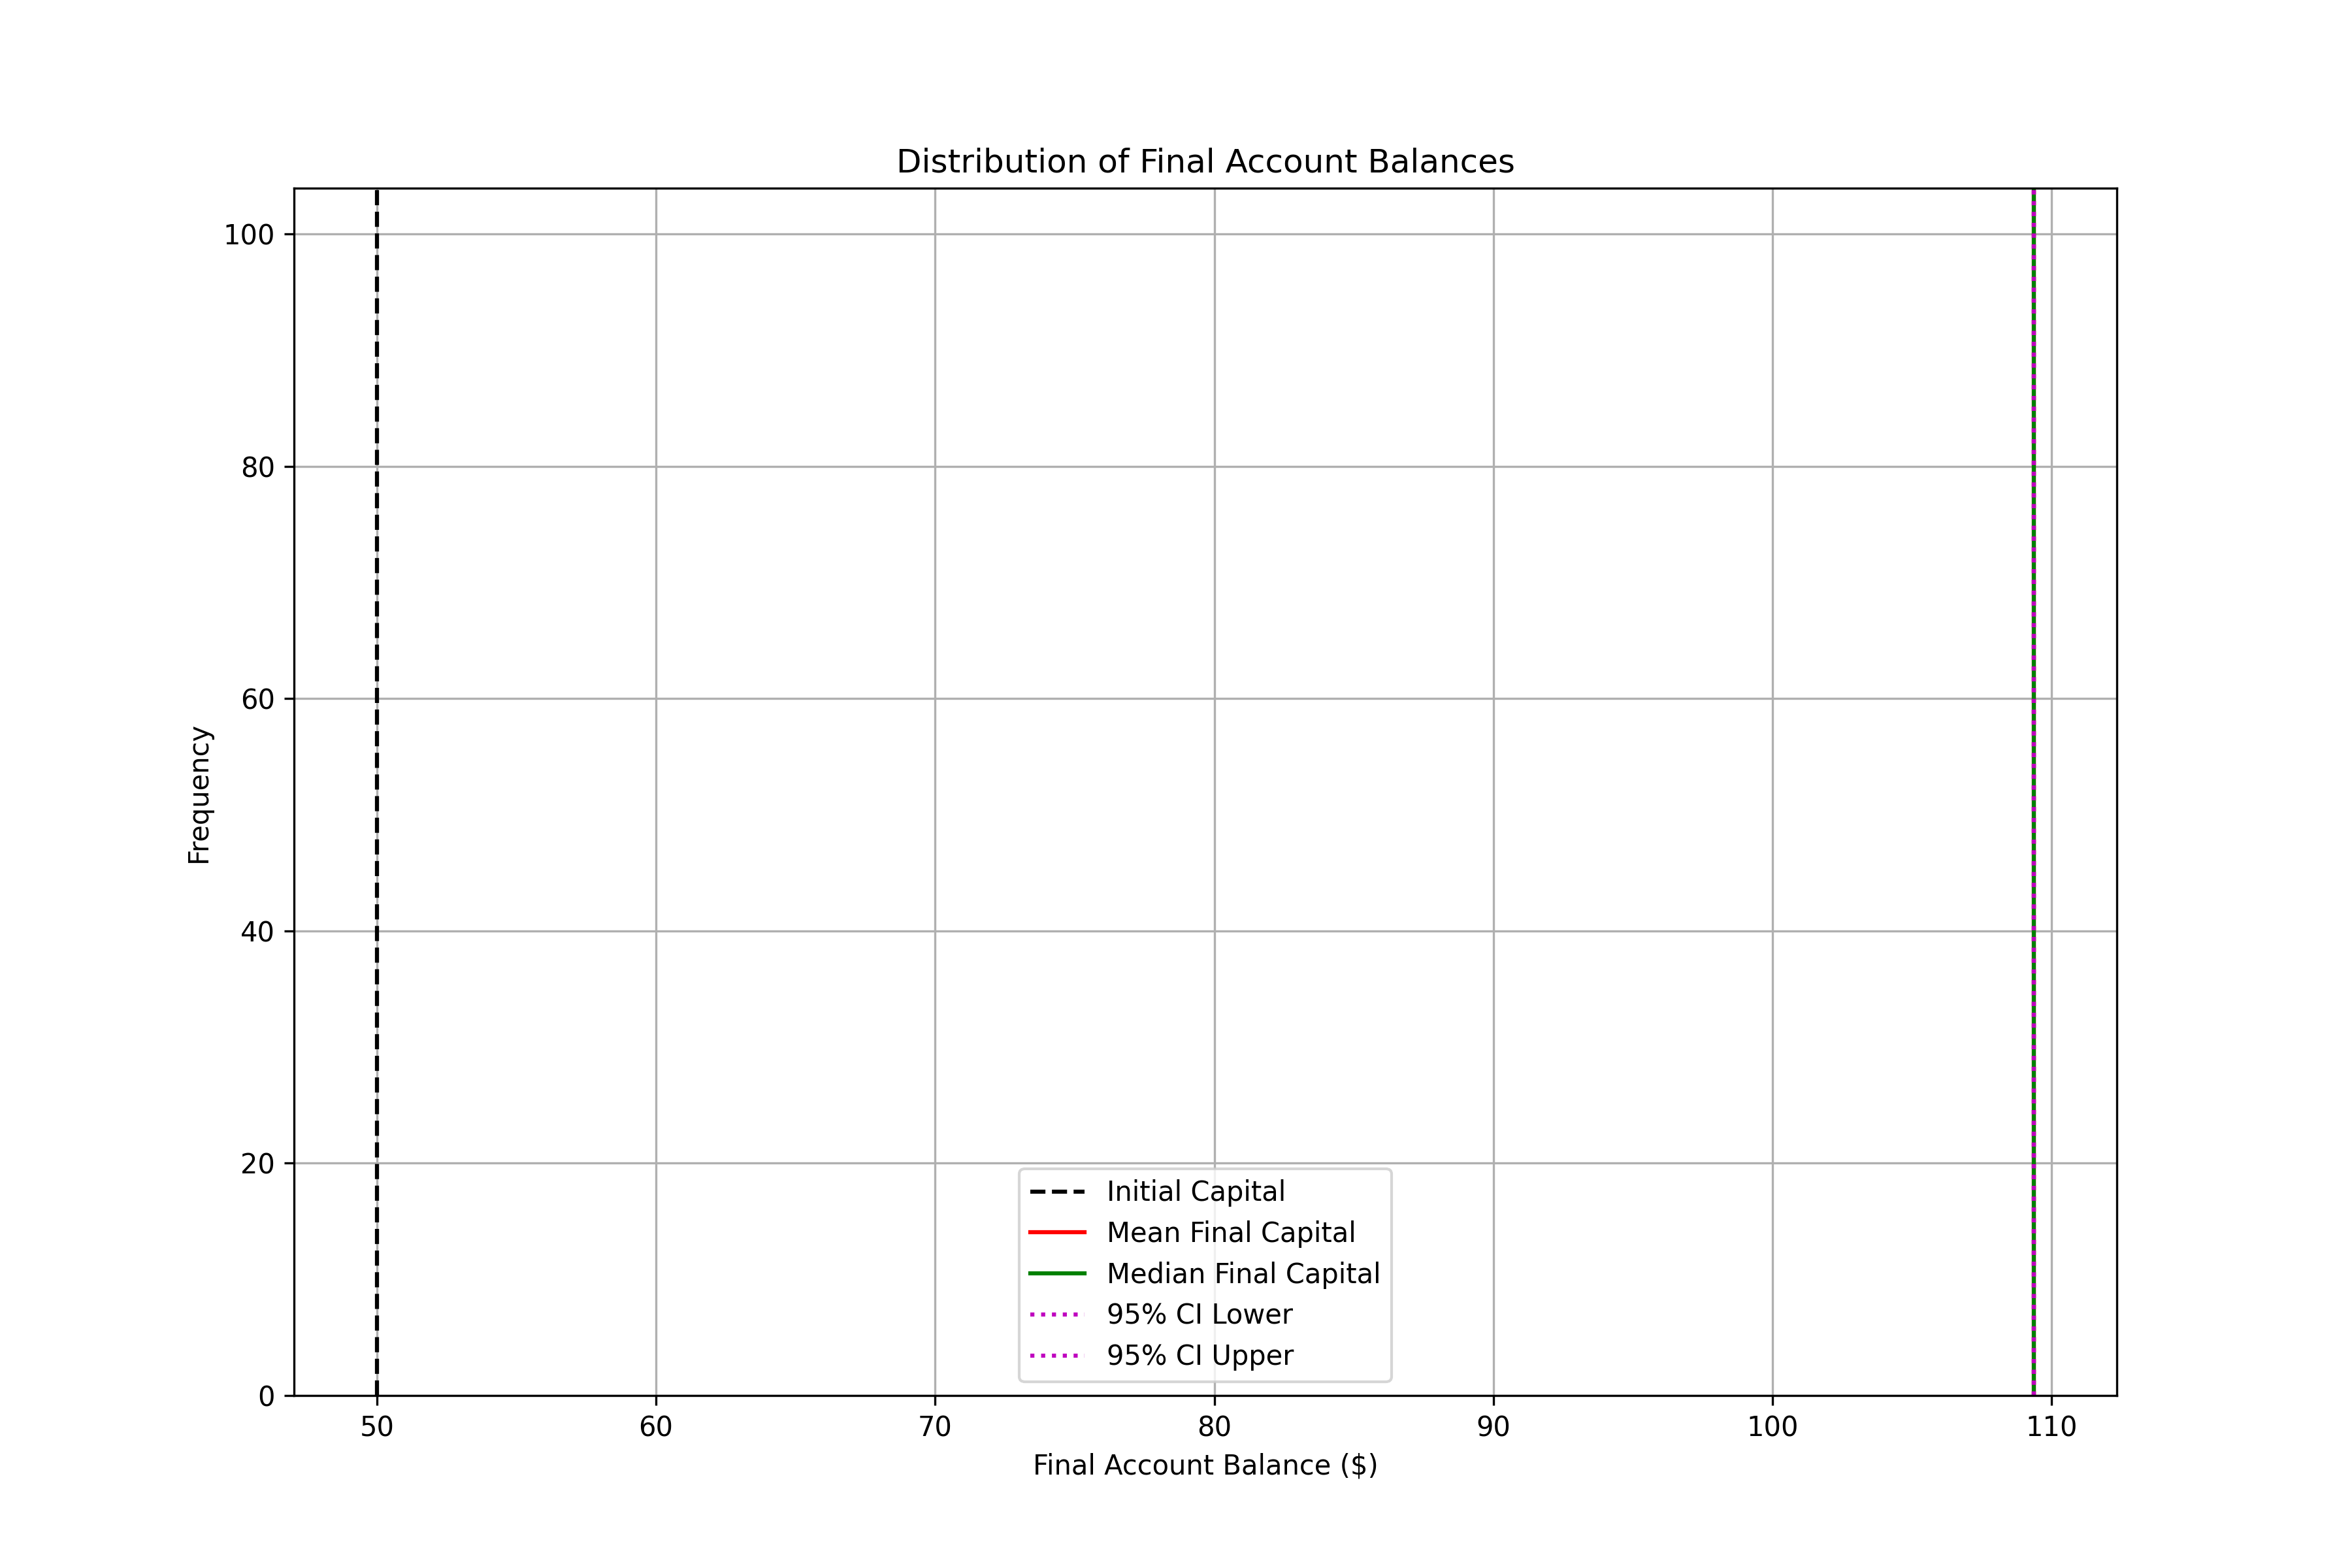 Distribution of Final Account Balances
100
80
60
40
20
0
Frequency
Initial Capital
Mean Final Capital
Median Final Capital
95% CI Lower
95% CI Upper
50 60 70 80 90 100 110
Final Account Balance ($)